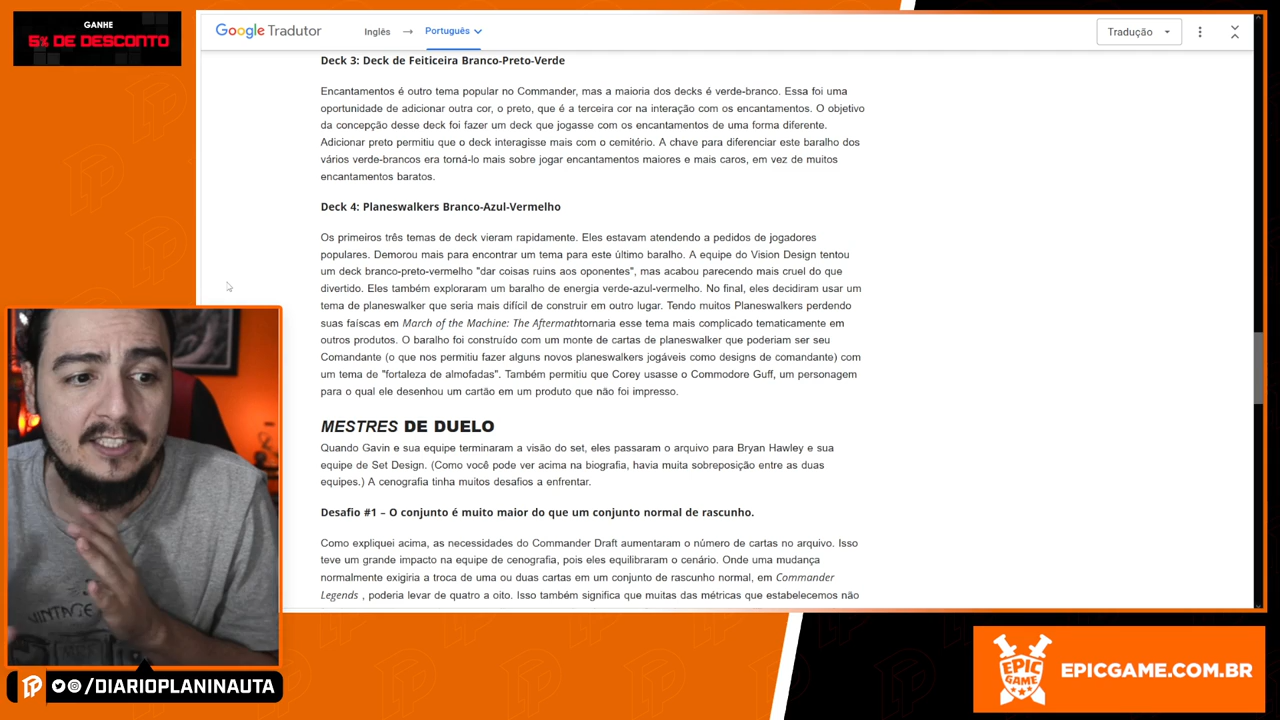 GANHE
5% DE DESCONTO
Google Tradutor
Inglês → Português
Tradução
Deck 3: Deck de Feiticeira Branco-Preto-Verde
Encantamentos é outro tema popular no Commander, mas a maioria dos decks é verde-branco. Essa foi uma
oportunidade de adicionar outra cor, o preto, que é a terceira cor na interação com os encantamentos. O objetivo
da concepção desse deck foi fazer um deck que jogasse com os encantamentos de uma forma diferente.
Adicionar preto permitiu que o deck interagisse mais com o cemitério. A chave para diferenciar este baralho dos
vários verde-brancos era torná-lo mais sobre jogar encantamentos maiores e mais caros, em vez de muitos
encantamentos baratos.
Deck 4: Planeswalkers Branco-Azul-Vermelho
Os primeiros três temas de deck vieram rapidamente. Eles estavam atendendo a pedidos de jogadores
populares. Demorou mais para encontrar um tema para este último baralho. A equipe do Vision Design tentou
um deck branco-preto-vermelho "dar coisas ruins aos oponentes", mas acabou parecendo mais cruel do que
divertido. Eles também exploraram um baralho de energia verde-azul-vermelho. No final, eles decidiram usar um
tema de planeswalker que seria mais difícil de construir em outro lugar. Tendo muitos Planeswalkers perdendo
suas faíscas em March of the Machine: The Aftermathtornaria esse tema mais complicado tematicamente em
outros produtos. O baralho foi construído com um monte de cartas de planeswalker que poderiam ser seu
Comandante (o que nos permitiu fazer alguns novos planeswalkers jogáveis como designs de comandante) com
um tema de "fortaleza de almofadas". Também permitiu que Corey usasse o Commodore Guff, um personagem
para o qual ele desenhou um cartão em um produto que não foi impresso.
MESTRES DE DUELO
Quando Gavin e sua equipe terminaram a visão do set, eles passaram o arquivo para Bryan Hawley e sua
equipe de Set Design. (Como você pode ver acima na biografia, havia muita sobreposição entre as duas
equipes.) A cenografia tinha muitos desafios a enfrentar.
Desafio #1 – O conjunto é muito maior do que um conjunto normal de rascunho.
Como expliquei acima, as necessidades do Commander Draft aumentaram o número de cartas no arquivo. Isso
teve um grande impacto na equipe de cenografia, pois eles equilibraram o cenário. Onde uma mudança
normalmente exigiria a troca de uma ou duas cartas em um conjunto de rascunho normal, em Commander
Legends , poderia levar de quatro a oito. Isso também significa que muitas das métricas que estabelecemos não
VINTAGE
/DIARIOPLANINAUTA
EPIC
GAME
EPICGAME.COM.BR